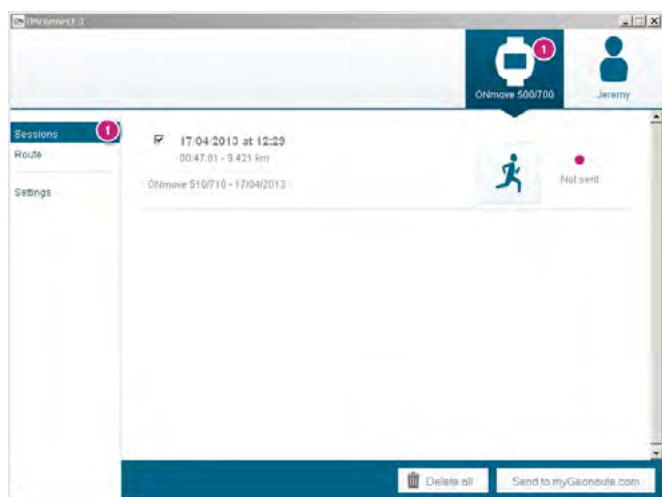 ONconnect 3
1
ONmove 500/700
Jeremy
Sessions
1
Route
Settings
17/04/2013 at 12:29
00:47:01 - 9.421 km
ONmove 510/710 - 17/04/2013
Not sent
Delete all
Send to myGeonaute.com